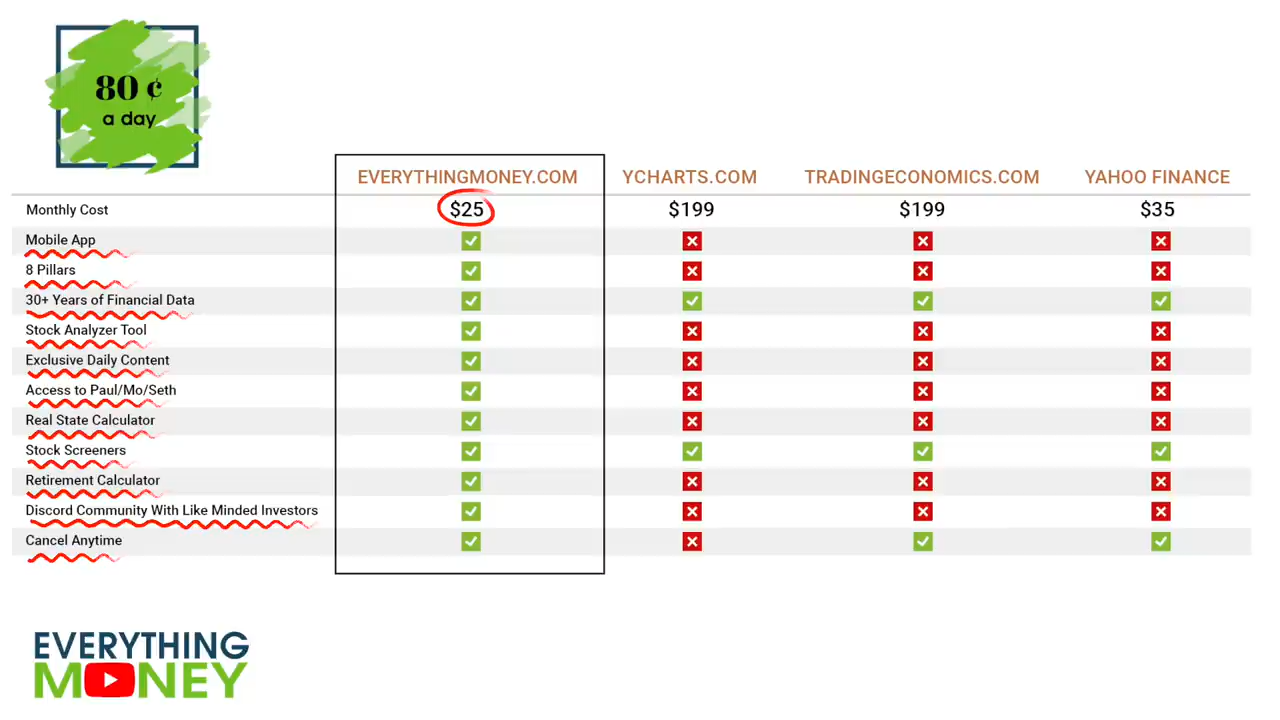 80 ¢
a day
EVERYTHINGMONEY.COM YCHARTS.COM TRADINGECONOMICS.COM YAHOO FINANCE
Monthly Cost $25 $199 $199 $35
Mobile App
8 Pillars
30+ Years of Financial Data
Stock Analyzer Tool
Exclusive Daily Content
Access to Paul/Mo/Seth
Real State Calculator
Stock Screeners
Retirement Calculator
Discord Community With Like Minded Investors
Cancel Anytime
EVERYTHING
MONEY